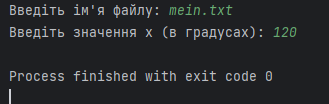 Введіть ім'я файлу: mein.txt
Введіть значення x (в градусах): 120
Process finished with exit code 0